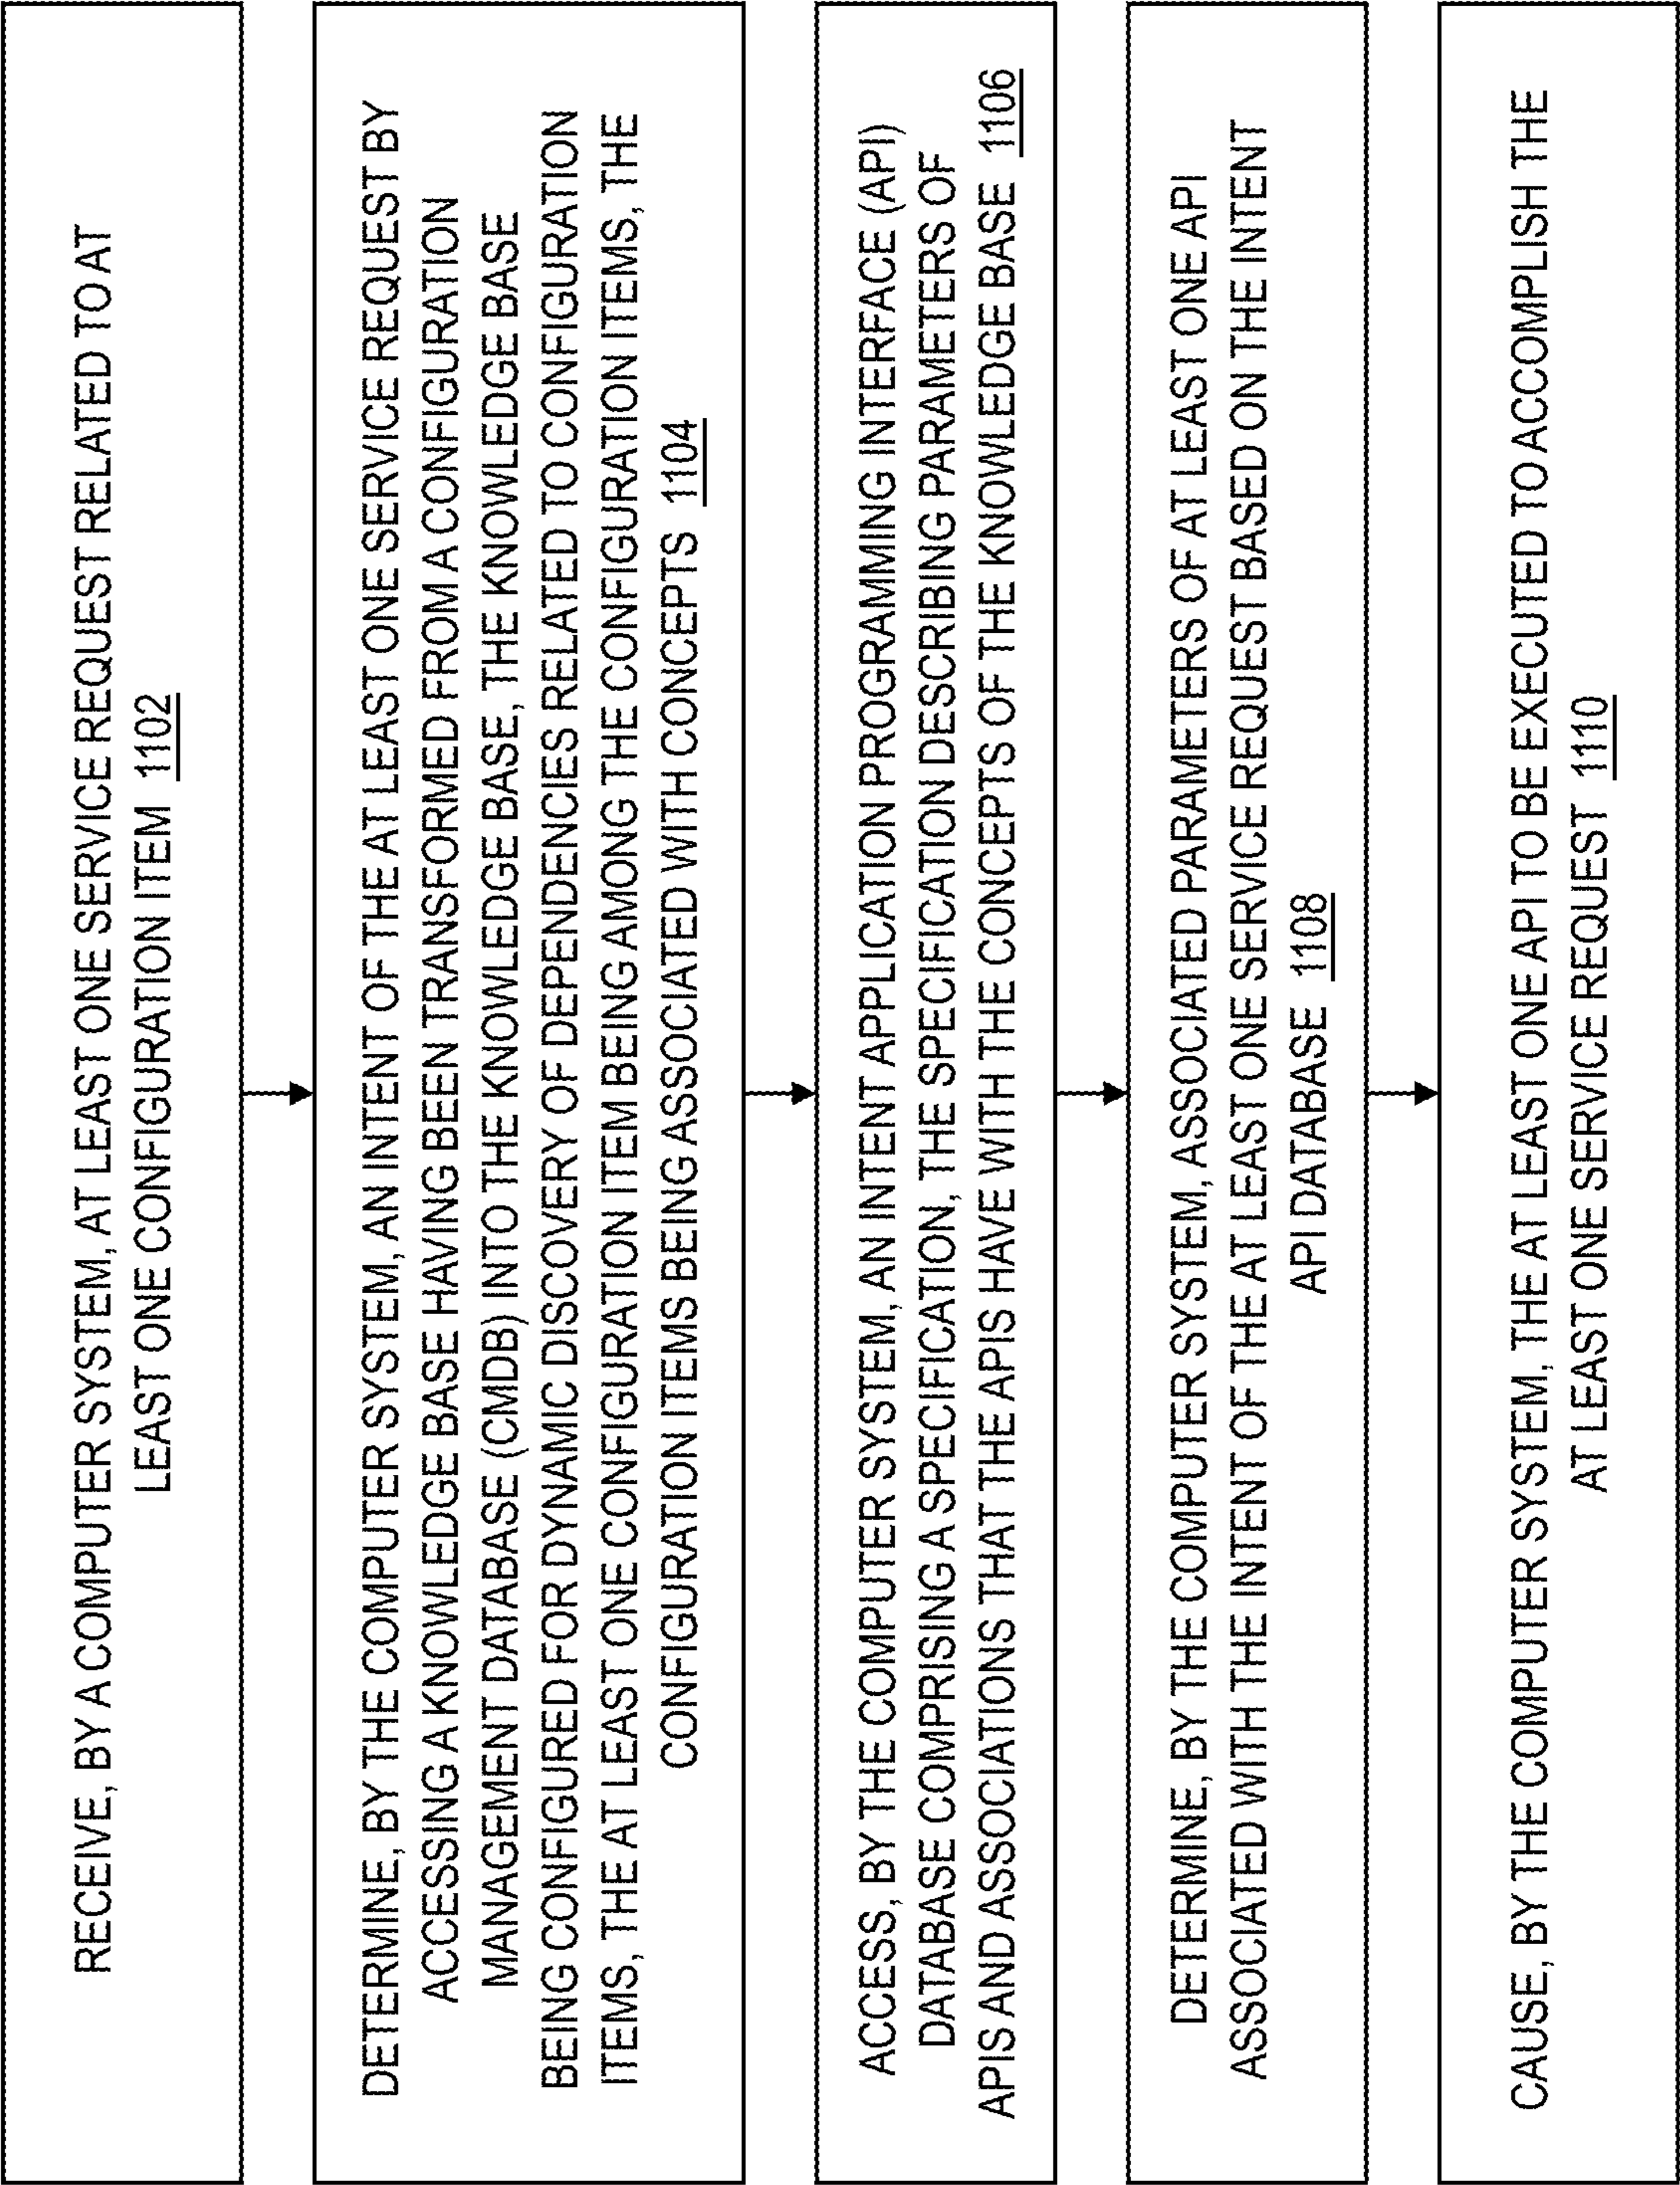 RECEIVE, BY A COMPUTER SYSTEM, AT LEAST ONE SERVICE REQUEST RELATED TO AT
LEAST ONE CONFIGURATION ITEM 1102
DETERMINE, BY THE COMPUTER SYSTEM, AN INTENT OF THE AT LEAST ONE SERVICE REQUEST BY
ACCESSING A KNOWLEDGE BASE HAVING BEEN TRANSFORMED FROM A CONFIGURATION
MANAGEMENT DATABASE (CMDB) INTO THE KNOWLEDGE BASE, THE KNOWLEDGE BASE
BEING CONFIGURED FOR DYNAMIC DISCOVERY OF DEPENDENCIES RELATED TO CONFIGURATION
ITEMS, THE AT LEAST ONE CONFIGURATION ITEM BEING AMONG THE CONFIGURATION ITEMS, THE
CONFIGURATION ITEMS BEING ASSOCIATED WITH CONCEPTS 1104
ACCESS, BY THE COMPUTER SYSTEM, AN INTENT APPLICATION PROGRAMMING INTERFACE (API)
DATABASE COMPRISING A SPECIFICATION, THE SPECIFICATION DESCRIBING PARAMETERS OF
APIS AND ASSOCIATIONS THAT THE APIS HAVE WITH THE CONCEPTS OF THE KNOWLEDGE BASE 1106
DETERMINE, BY THE COMPUTER SYSTEM, ASSOCIATED PARAMETERS OF AT LEAST ONE API
ASSOCIATED WITH THE INTENT OF THE AT LEAST ONE SERVICE REQUEST BASED ON THE INTENT
API DATABASE 1108
CAUSE, BY THE COMPUTER SYSTEM, THE AT LEAST ONE API TO BE EXECUTED TO ACCOMPLISH THE
AT LEAST ONE SERVICE REQUEST 1110